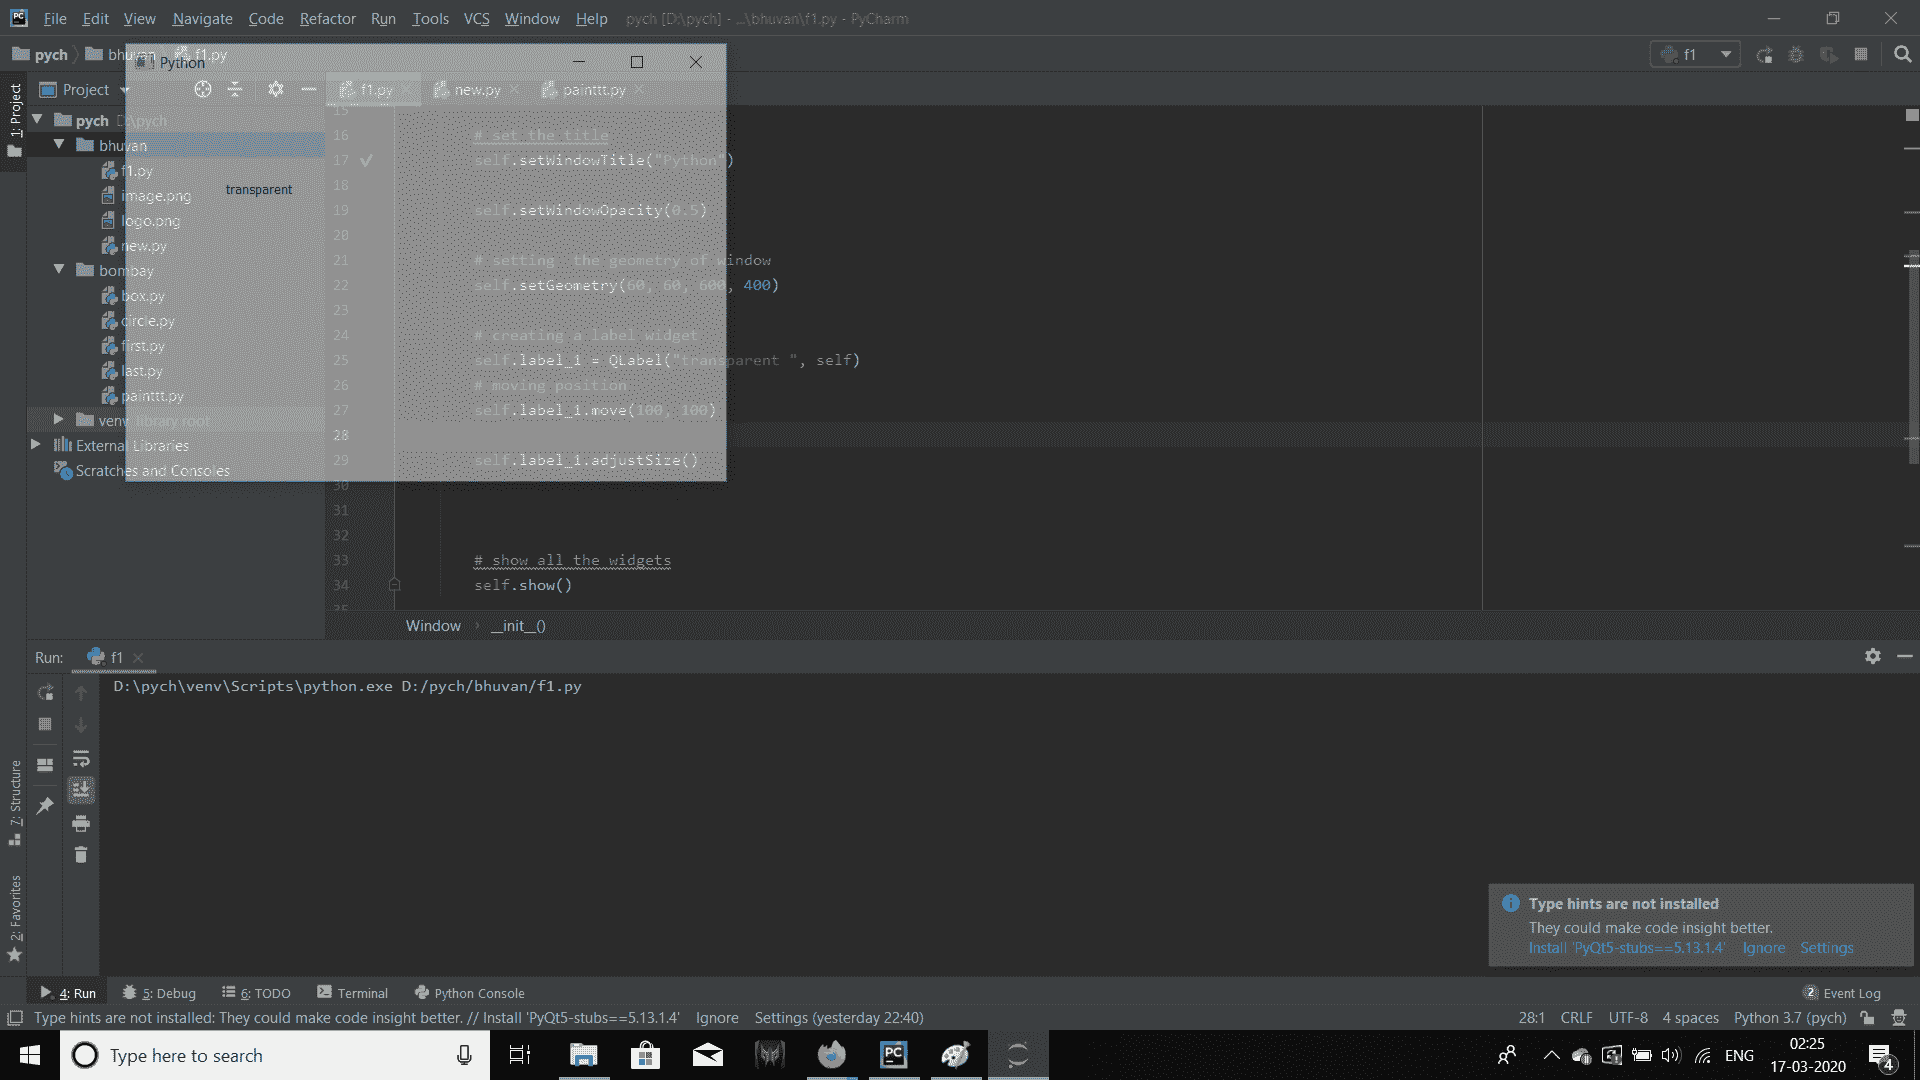 File Edit View Navigate Code Refactor Run Tools VCS Window Help pych [D:\pych] - ...\bhuvan\f1.py - PyCharm
pych bhuvan f1.py
f1
Python
Project
f1.py new.py painttt.py
1: Project
pych D:\pych
bhuvan
f1.py
image.png
logo.png
new.py
bombay
box.py
circle.py
first.py
last.py
painttt.py
venv library root
External Libraries
Scratches and Consoles
transparent
15
16 # set the title
17 self.setWindowTitle("Python")
18
19 self.setWindowOpacity(0.5)
20
21 # setting  the geometry of window
22 self.setGeometry(60, 60, 600, 400)
23
24 # creating a label widget
25 self.label_1 = QLabel("transparent ", self)
26 # moving position
27 self.label_1.move(100, 100)
28
29 self.label_1.adjustSize()
30
31
32
33 # show all the widgets
34 self.show()
35
Window › __init__()
Run: f1
D:\pych\venv\Scripts\python.exe D:/pych/bhuvan/f1.py
7: Structure
2: Favorites
Type hints are not installed
They could make code insight better.
Install 'PyQt5-stubs==5.13.1.4' Ignore Settings
4: Run 5: Debug 6: TODO Terminal Python Console 2 Event Log
Type hints are not installed: They could make code insight better. // Install 'PyQt5-stubs==5.13.1.4' Ignore Settings (yesterday 22:40) 28:1 CRLF UTF-8 4 spaces Python 3.7 (pych)
Type here to search
ENG
02:25
17-03-2020
4